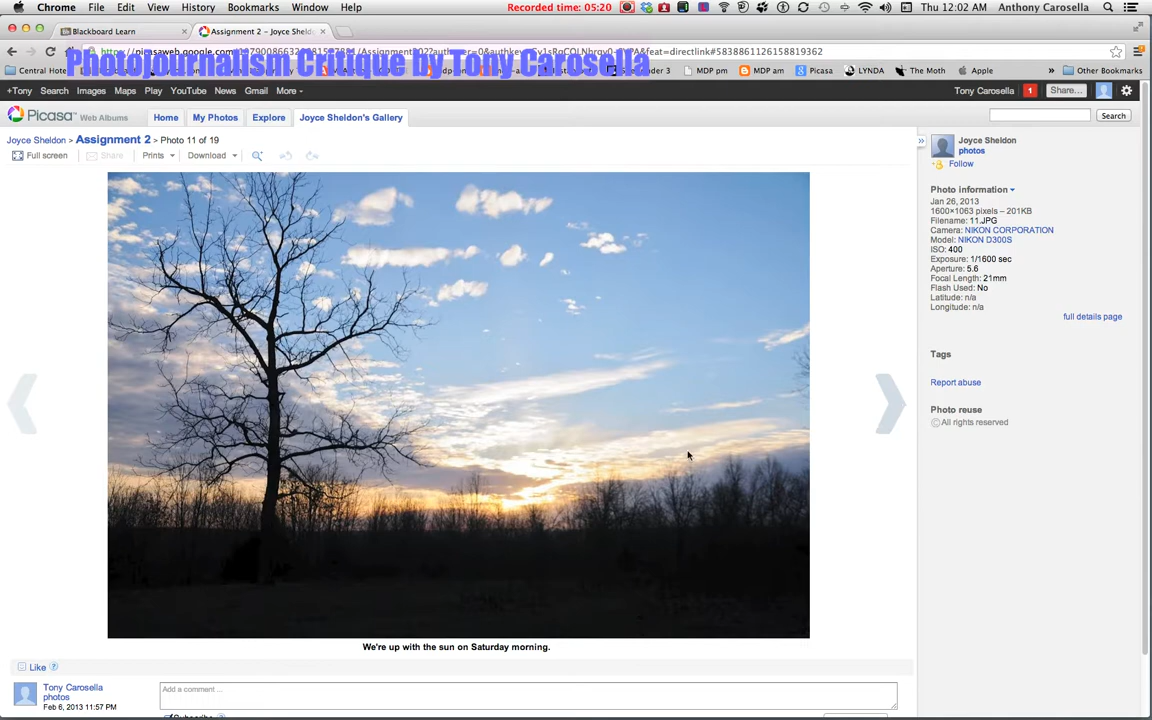 Chrome File Edit View History Bookmarks Window Help Recorded time: 05:20 Thu 12:02 AM Anthony Carosella
Blackboard Learn Assignment 2 – Joyce Sheldon
Photojournalism Critique By Tony Carosella
feat=directlink#5838861126158819362
Central Hote MDP pm MDP am Picasa LYNDA The Moth Apple » Other Bookmarks
+Tony Search Images Maps Play YouTube News Gmail More Tony Carosella 1 Share...
Picasa Web Albums Home My Photos Explore Joyce Sheldon's Gallery Search
Joyce Sheldon > Assignment 2 > Photo 11 of 19
Full screen Share Prints Download
Joyce Sheldon
photos
Follow
Photo information
Jan 26, 2013
1600×1063 pixels – 201KB
Filename: 11.JPG
Camera: NIKON CORPORATION
Model: NIKON D300S
ISO: 400
Exposure: 1/1600 sec
Aperture: 5.6
Focal Length: 21mm
Flash Used: No
Latitude: n/a
Longitude: n/a
full details page
Tags
Report abuse
Photo reuse
© All rights reserved
We're up with the sun on Saturday morning.
Like ?
Tony Carosella
photos
Feb 6, 2013 11:57 PM
Add a comment ...